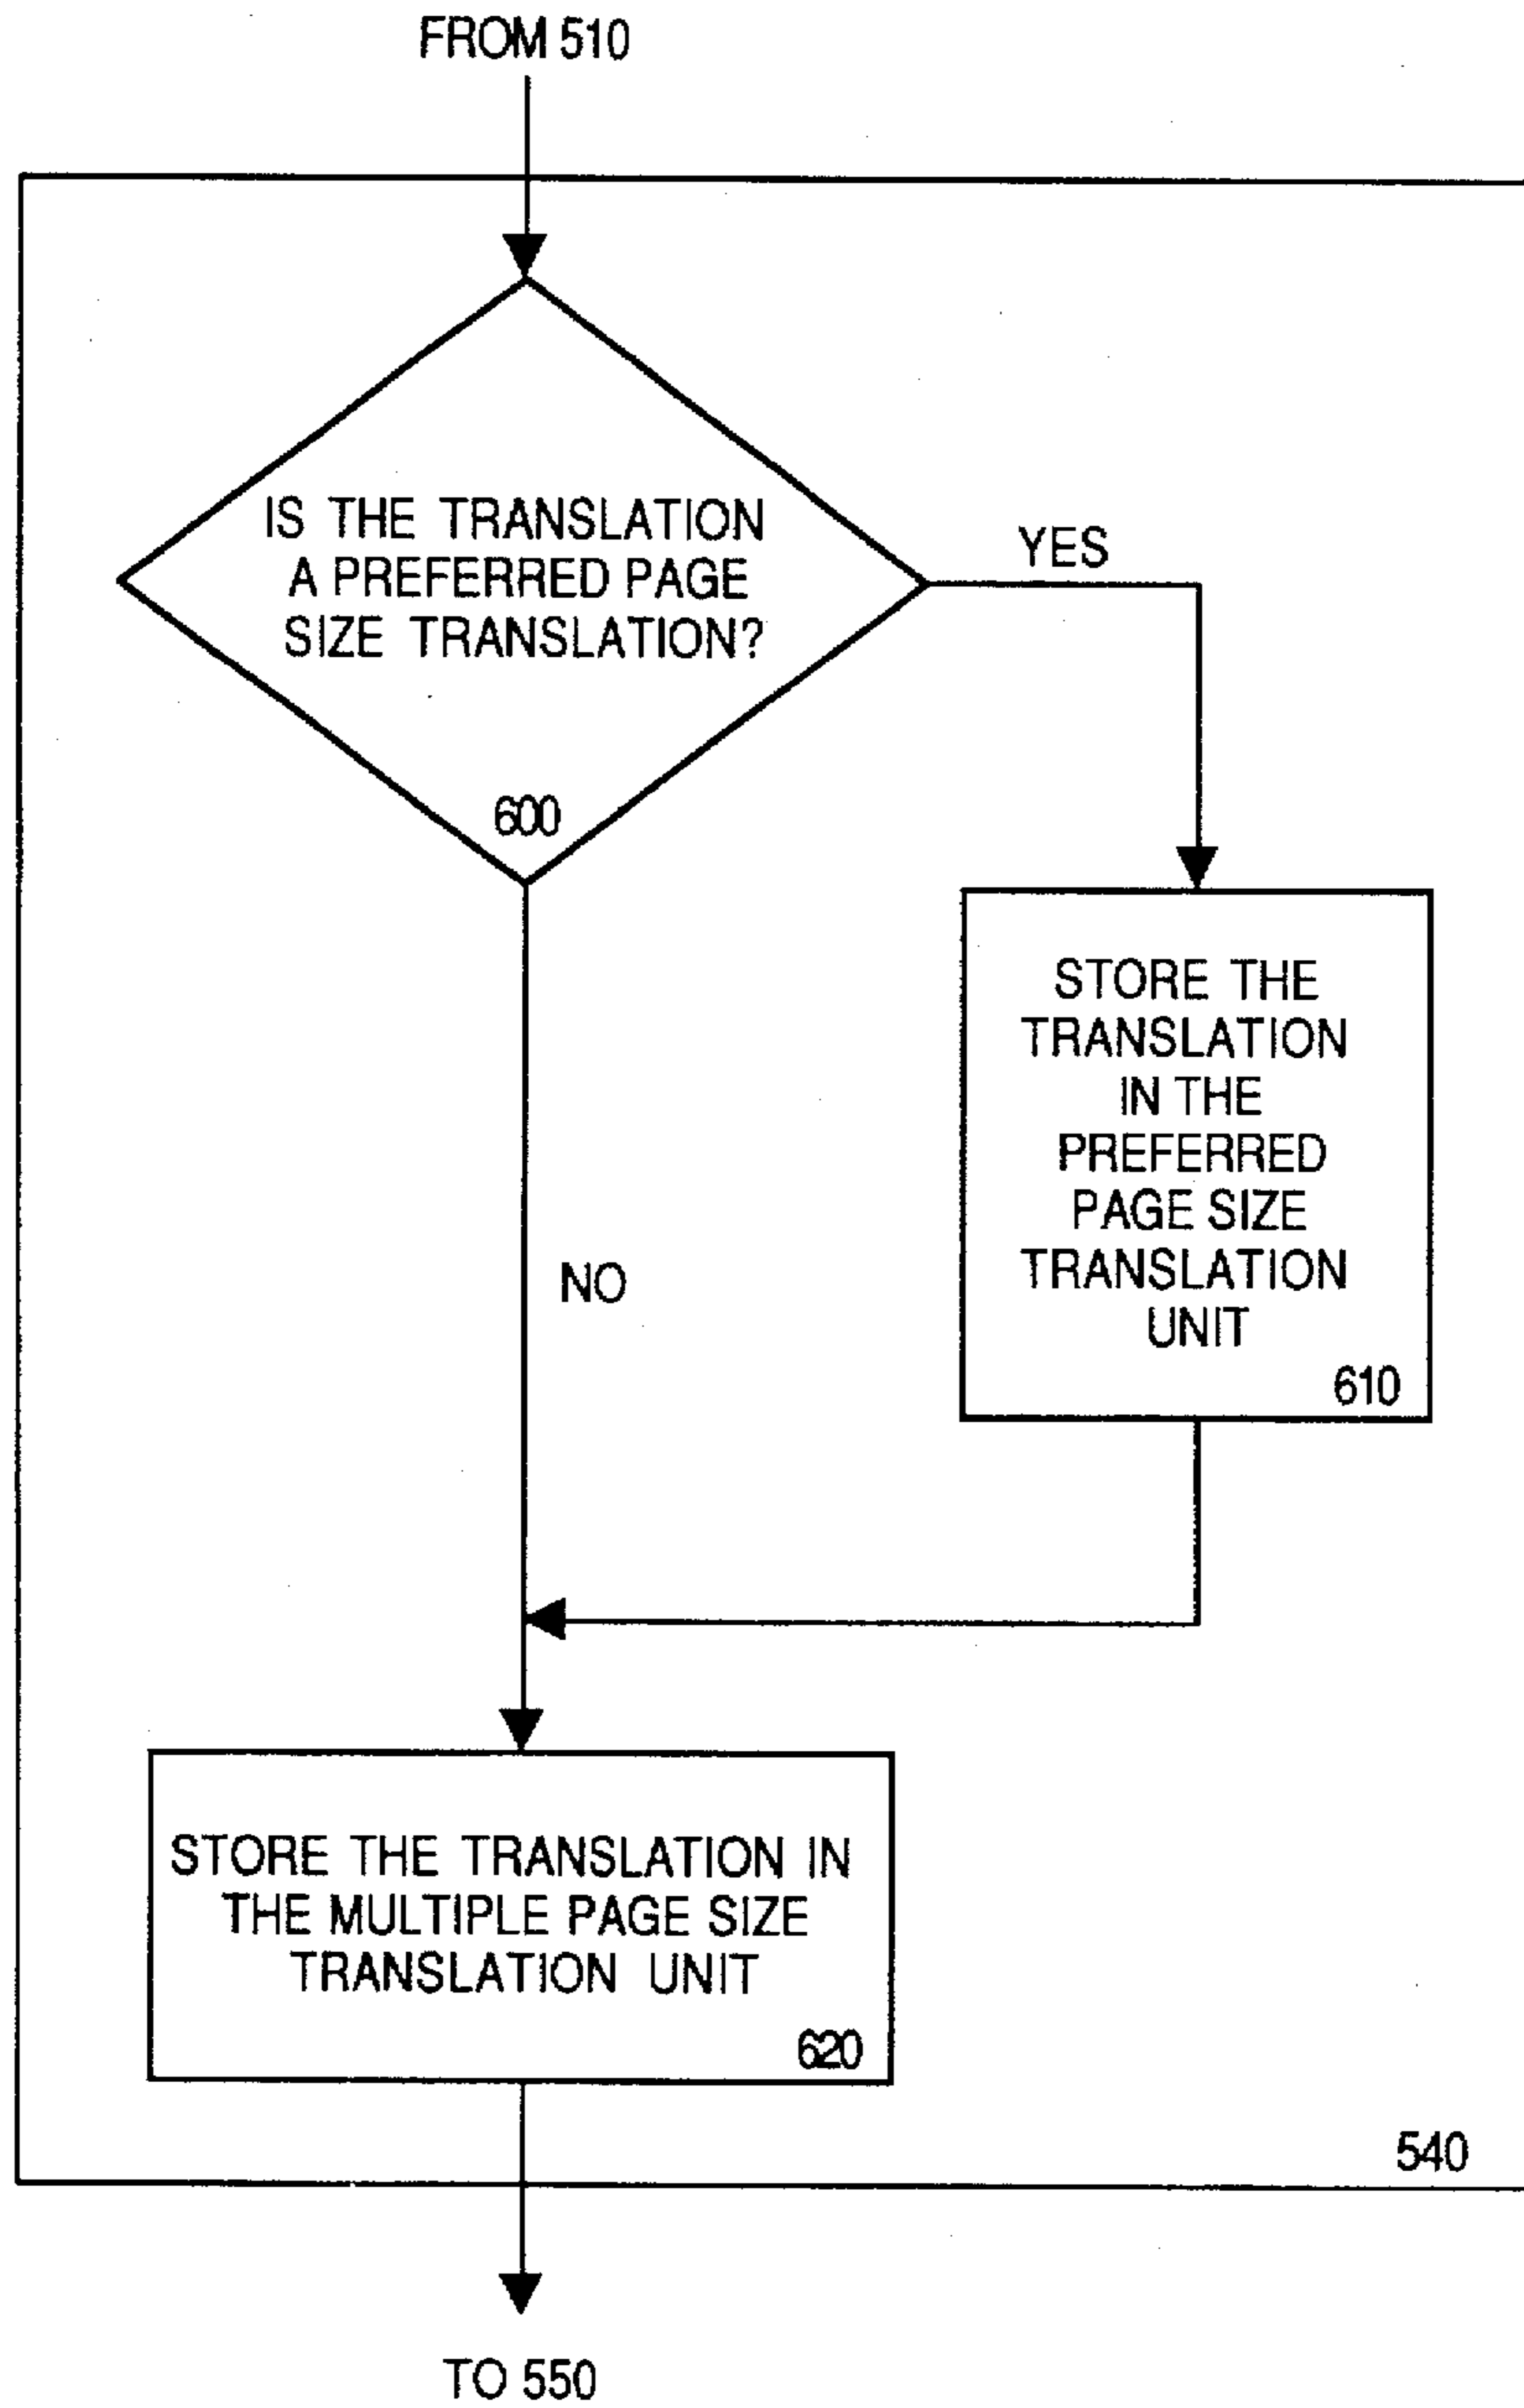 FROM 510
IS THE TRANSLATION
A PREFERRED PAGE
SIZE TRANSLATION?
YES
600
STORE THE
TRANSLATION
IN THE
PREFERRED
PAGE SIZE
TRANSLATION
UNIT
610
NO
STORE THE TRANSLATION IN
THE MULTIPLE PAGE SIZE
TRANSLATION UNIT
620
540
TO 550